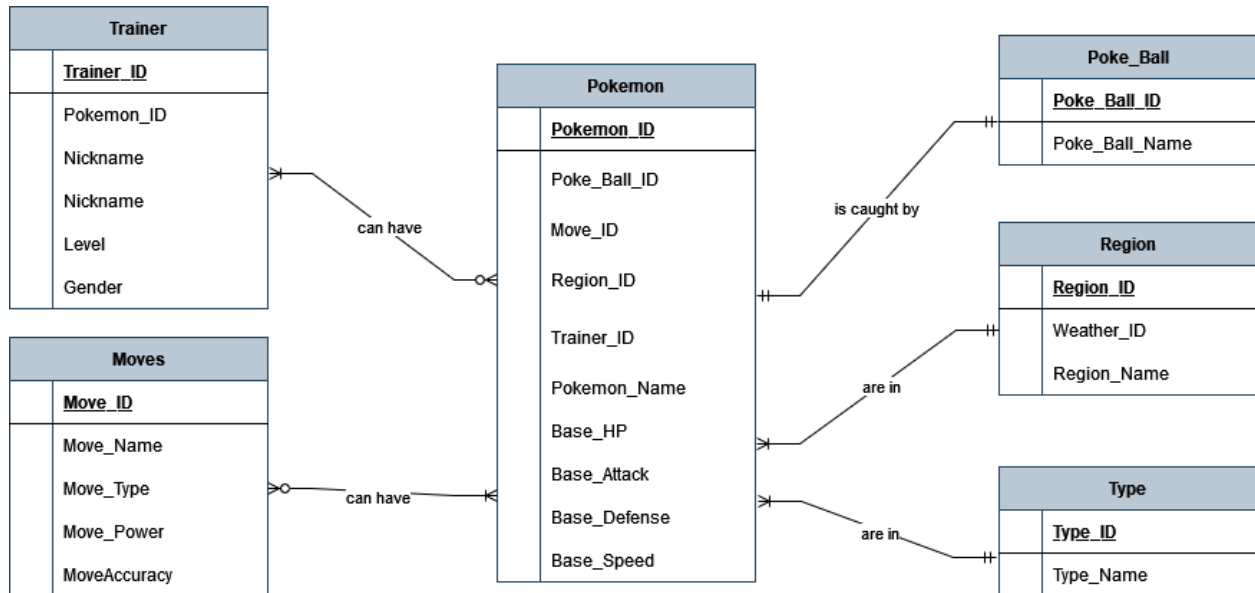 Trainer
Trainer_ID
Pokemon_ID
Nickname
Nickname
Level
Gender
Moves
Move_ID
Move_Name
Move_Type
Move_Power
MoveAccuracy
can have
can have
Pokemon
Pokemon_ID
Poke_Ball_ID
Move_ID
Region_ID
Trainer_ID
Pokemon_Name
Base_HP
Base_Attack
Base_Defense
Base_Speed
is caught by
are in
are in
Poke_Ball
Poke_Ball_ID
Poke_Ball_Name
Region
Region_ID
Weather_ID
Region_Name
Type
Type_ID
Type_Name